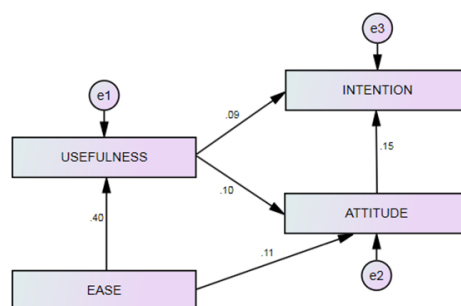 e3
e1
INTENTION
.09
USEFULNESS
.15
.10
ATTITUDE
.40
.11
e2
EASE